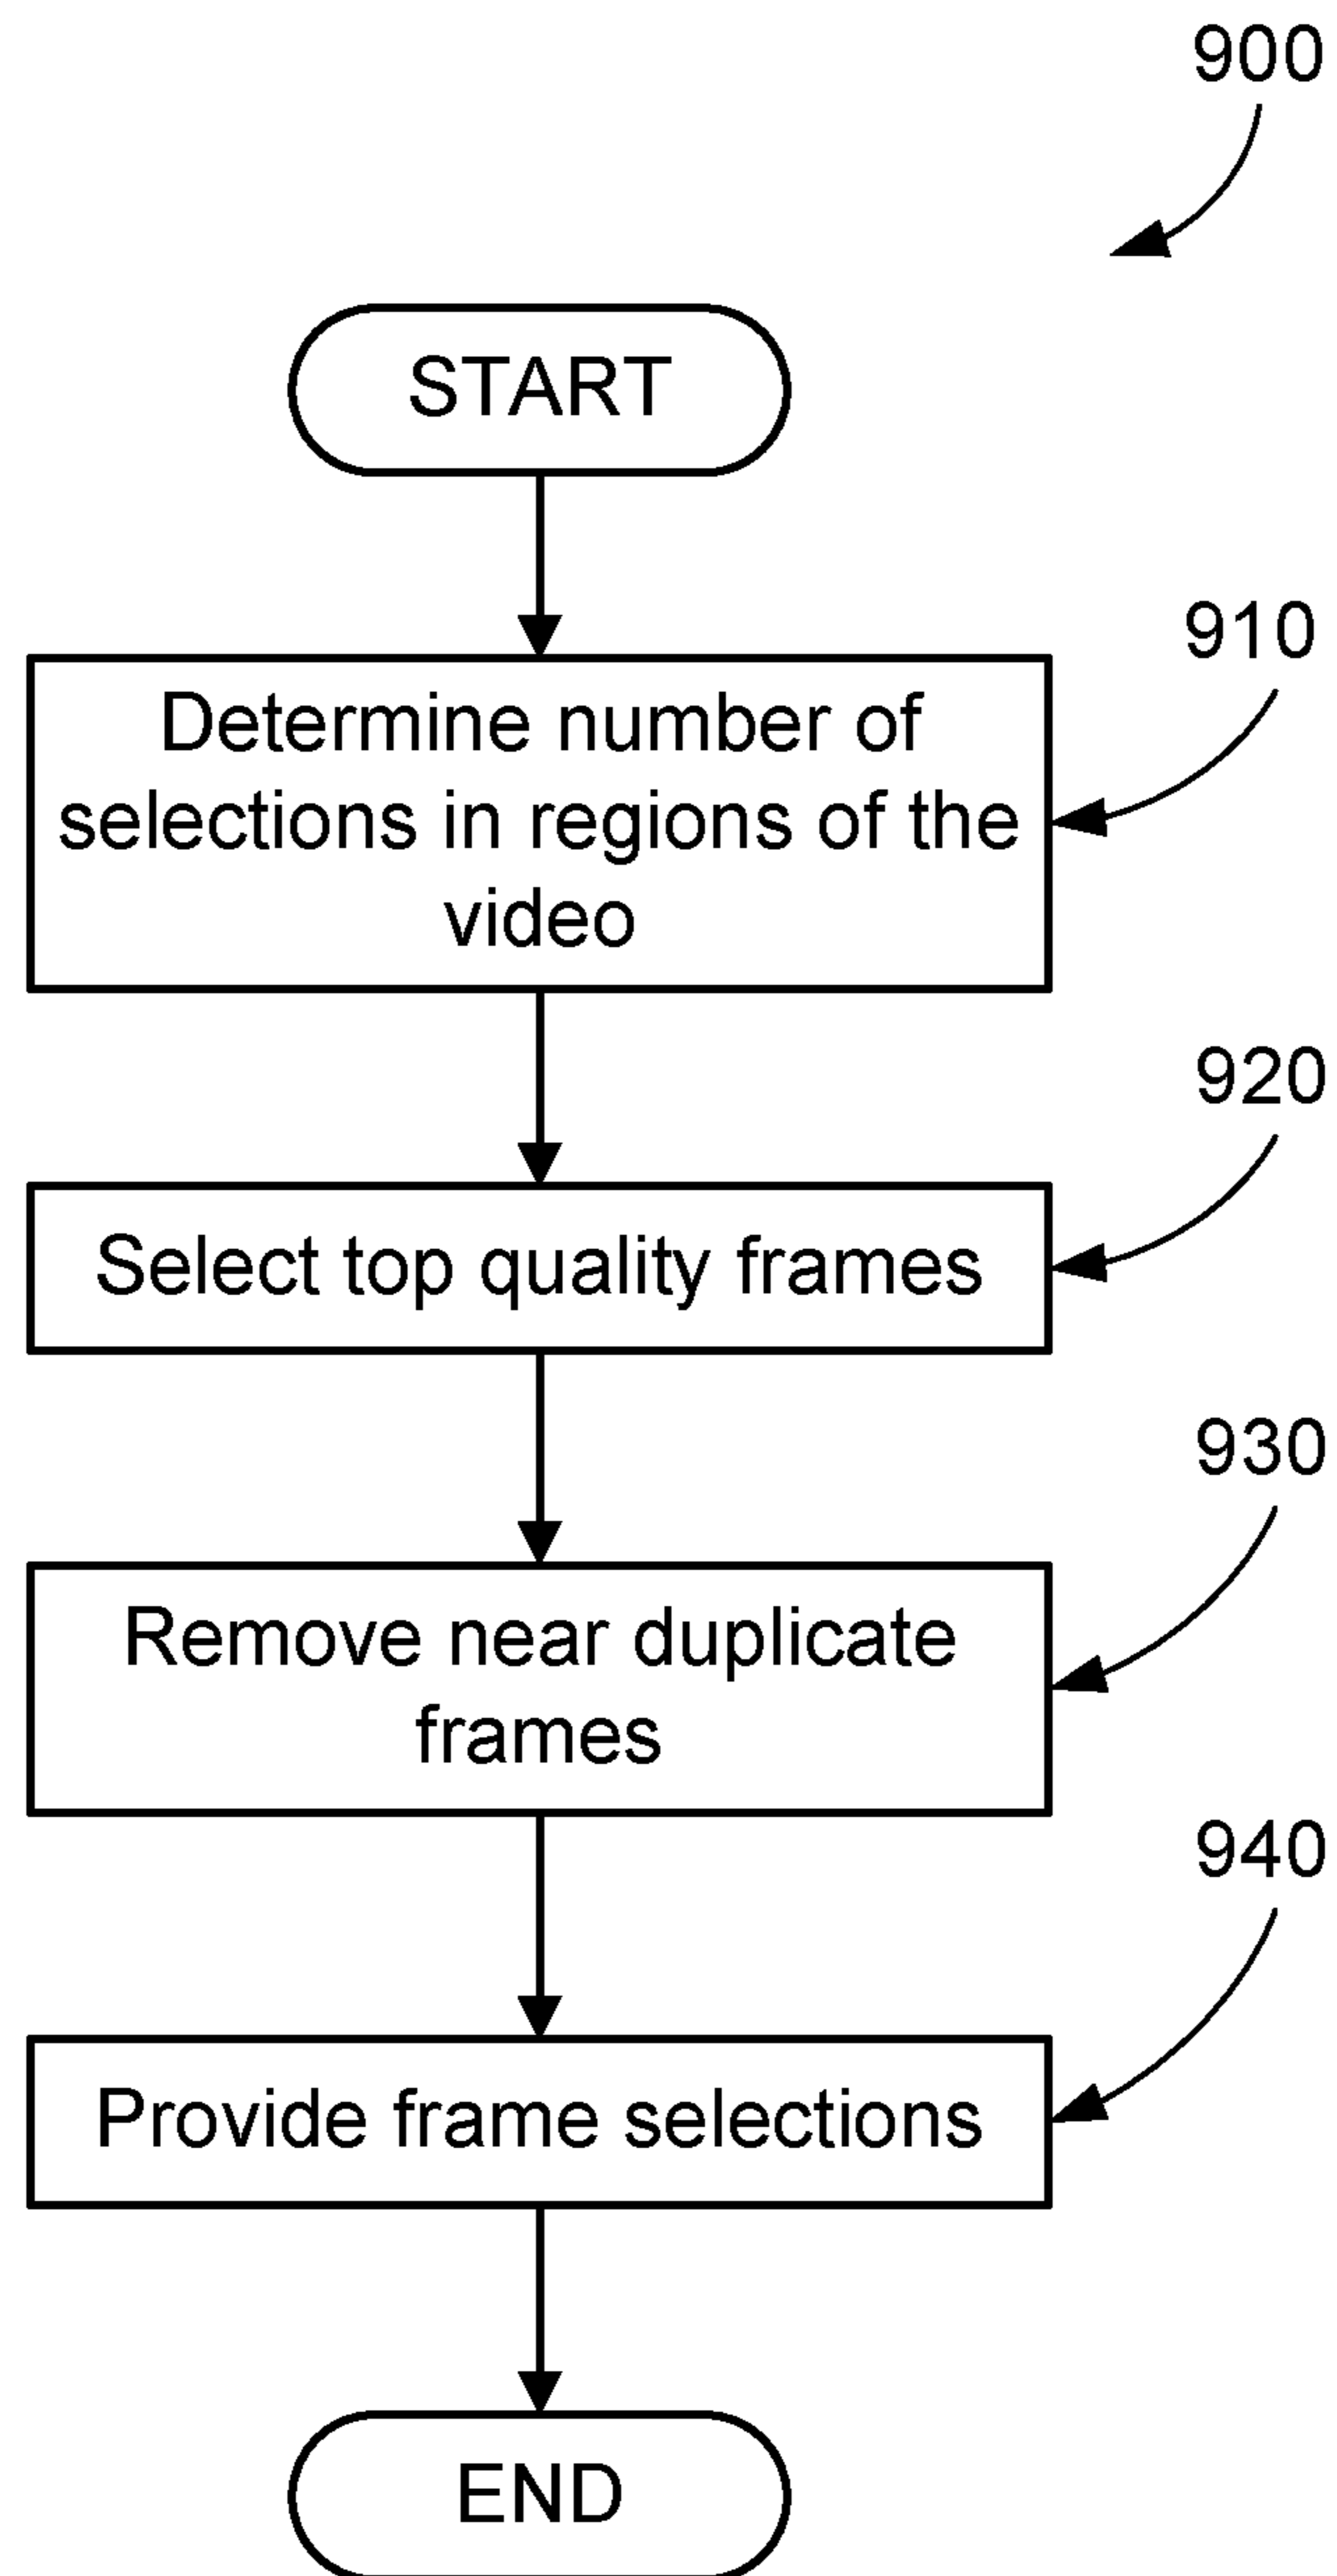 900
START
910
Determine number of
selections in regions of the
video
920
Select top quality frames
930
Remove near duplicate
frames
940
Provide frame selections
END